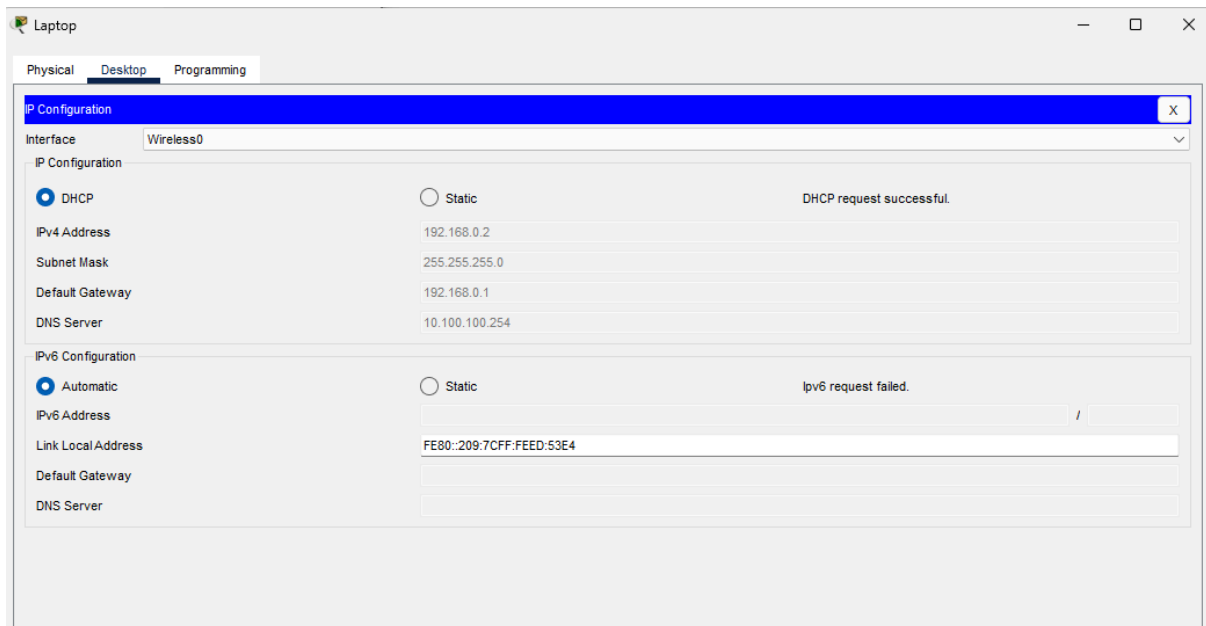 Laptop
Physical Desktop Programming
IP Configuration X
Interface Wireless0
IP Configuration
DHCP Static DHCP request successful.
IPv4 Address 192.168.0.2
Subnet Mask 255.255.255.0
Default Gateway 192.168.0.1
DNS Server 10.100.100.254
IPv6 Configuration
Automatic Static Ipv6 request failed.
IPv6 Address /
Link Local Address FE80::209:7CFF:FEED:53E4
Default Gateway
DNS Server